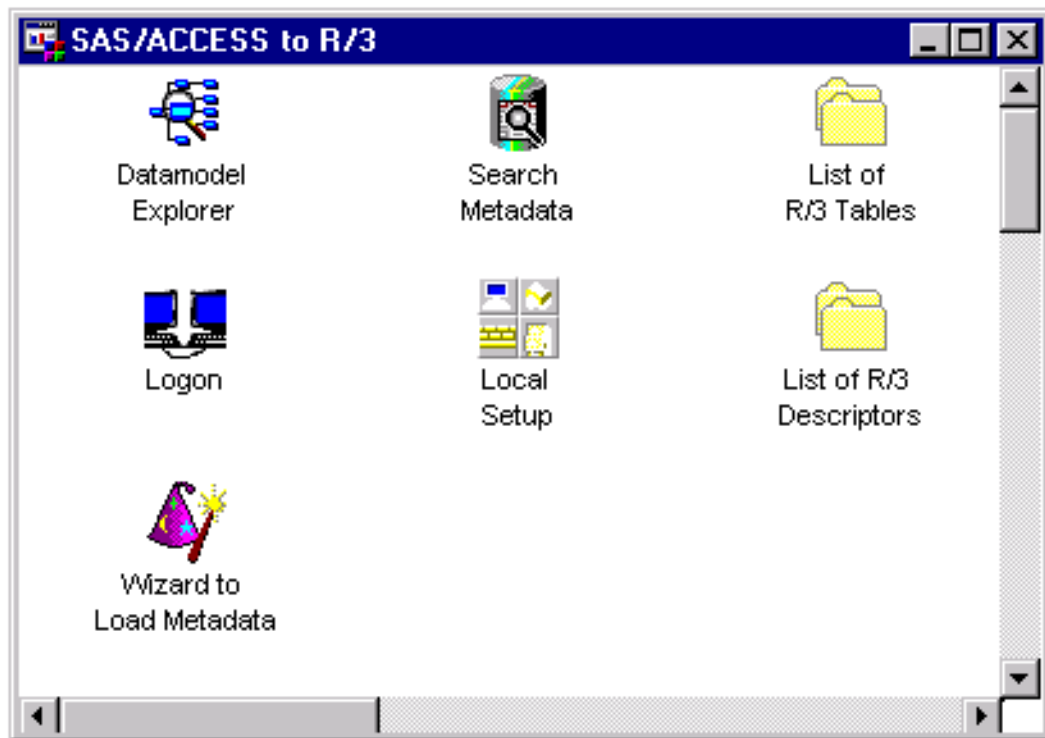 SAS/ACCESS to R/3
Datamodel
Explorer
Search
Metadata
List of
R/3 Tables
Logon
Local
Setup
List of R/3
Descriptors
Wizard to
Load Metadata